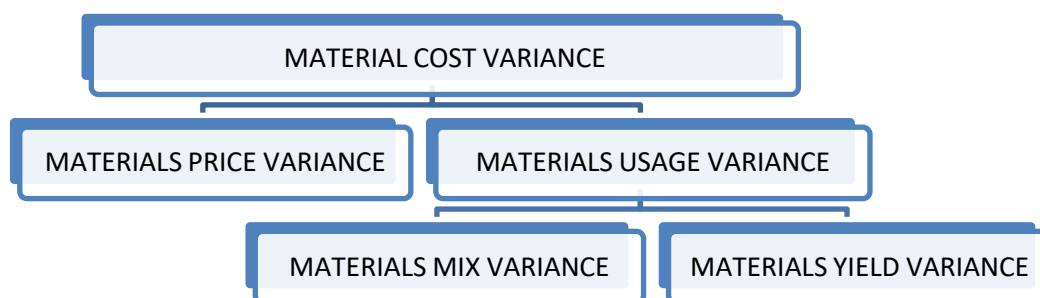 MATERIAL COST VARIANCE
MATERIALS PRICE VARIANCE
MATERIALS USAGE VARIANCE
MATERIALS MIX VARIANCE
MATERIALS YIELD VARIANCE